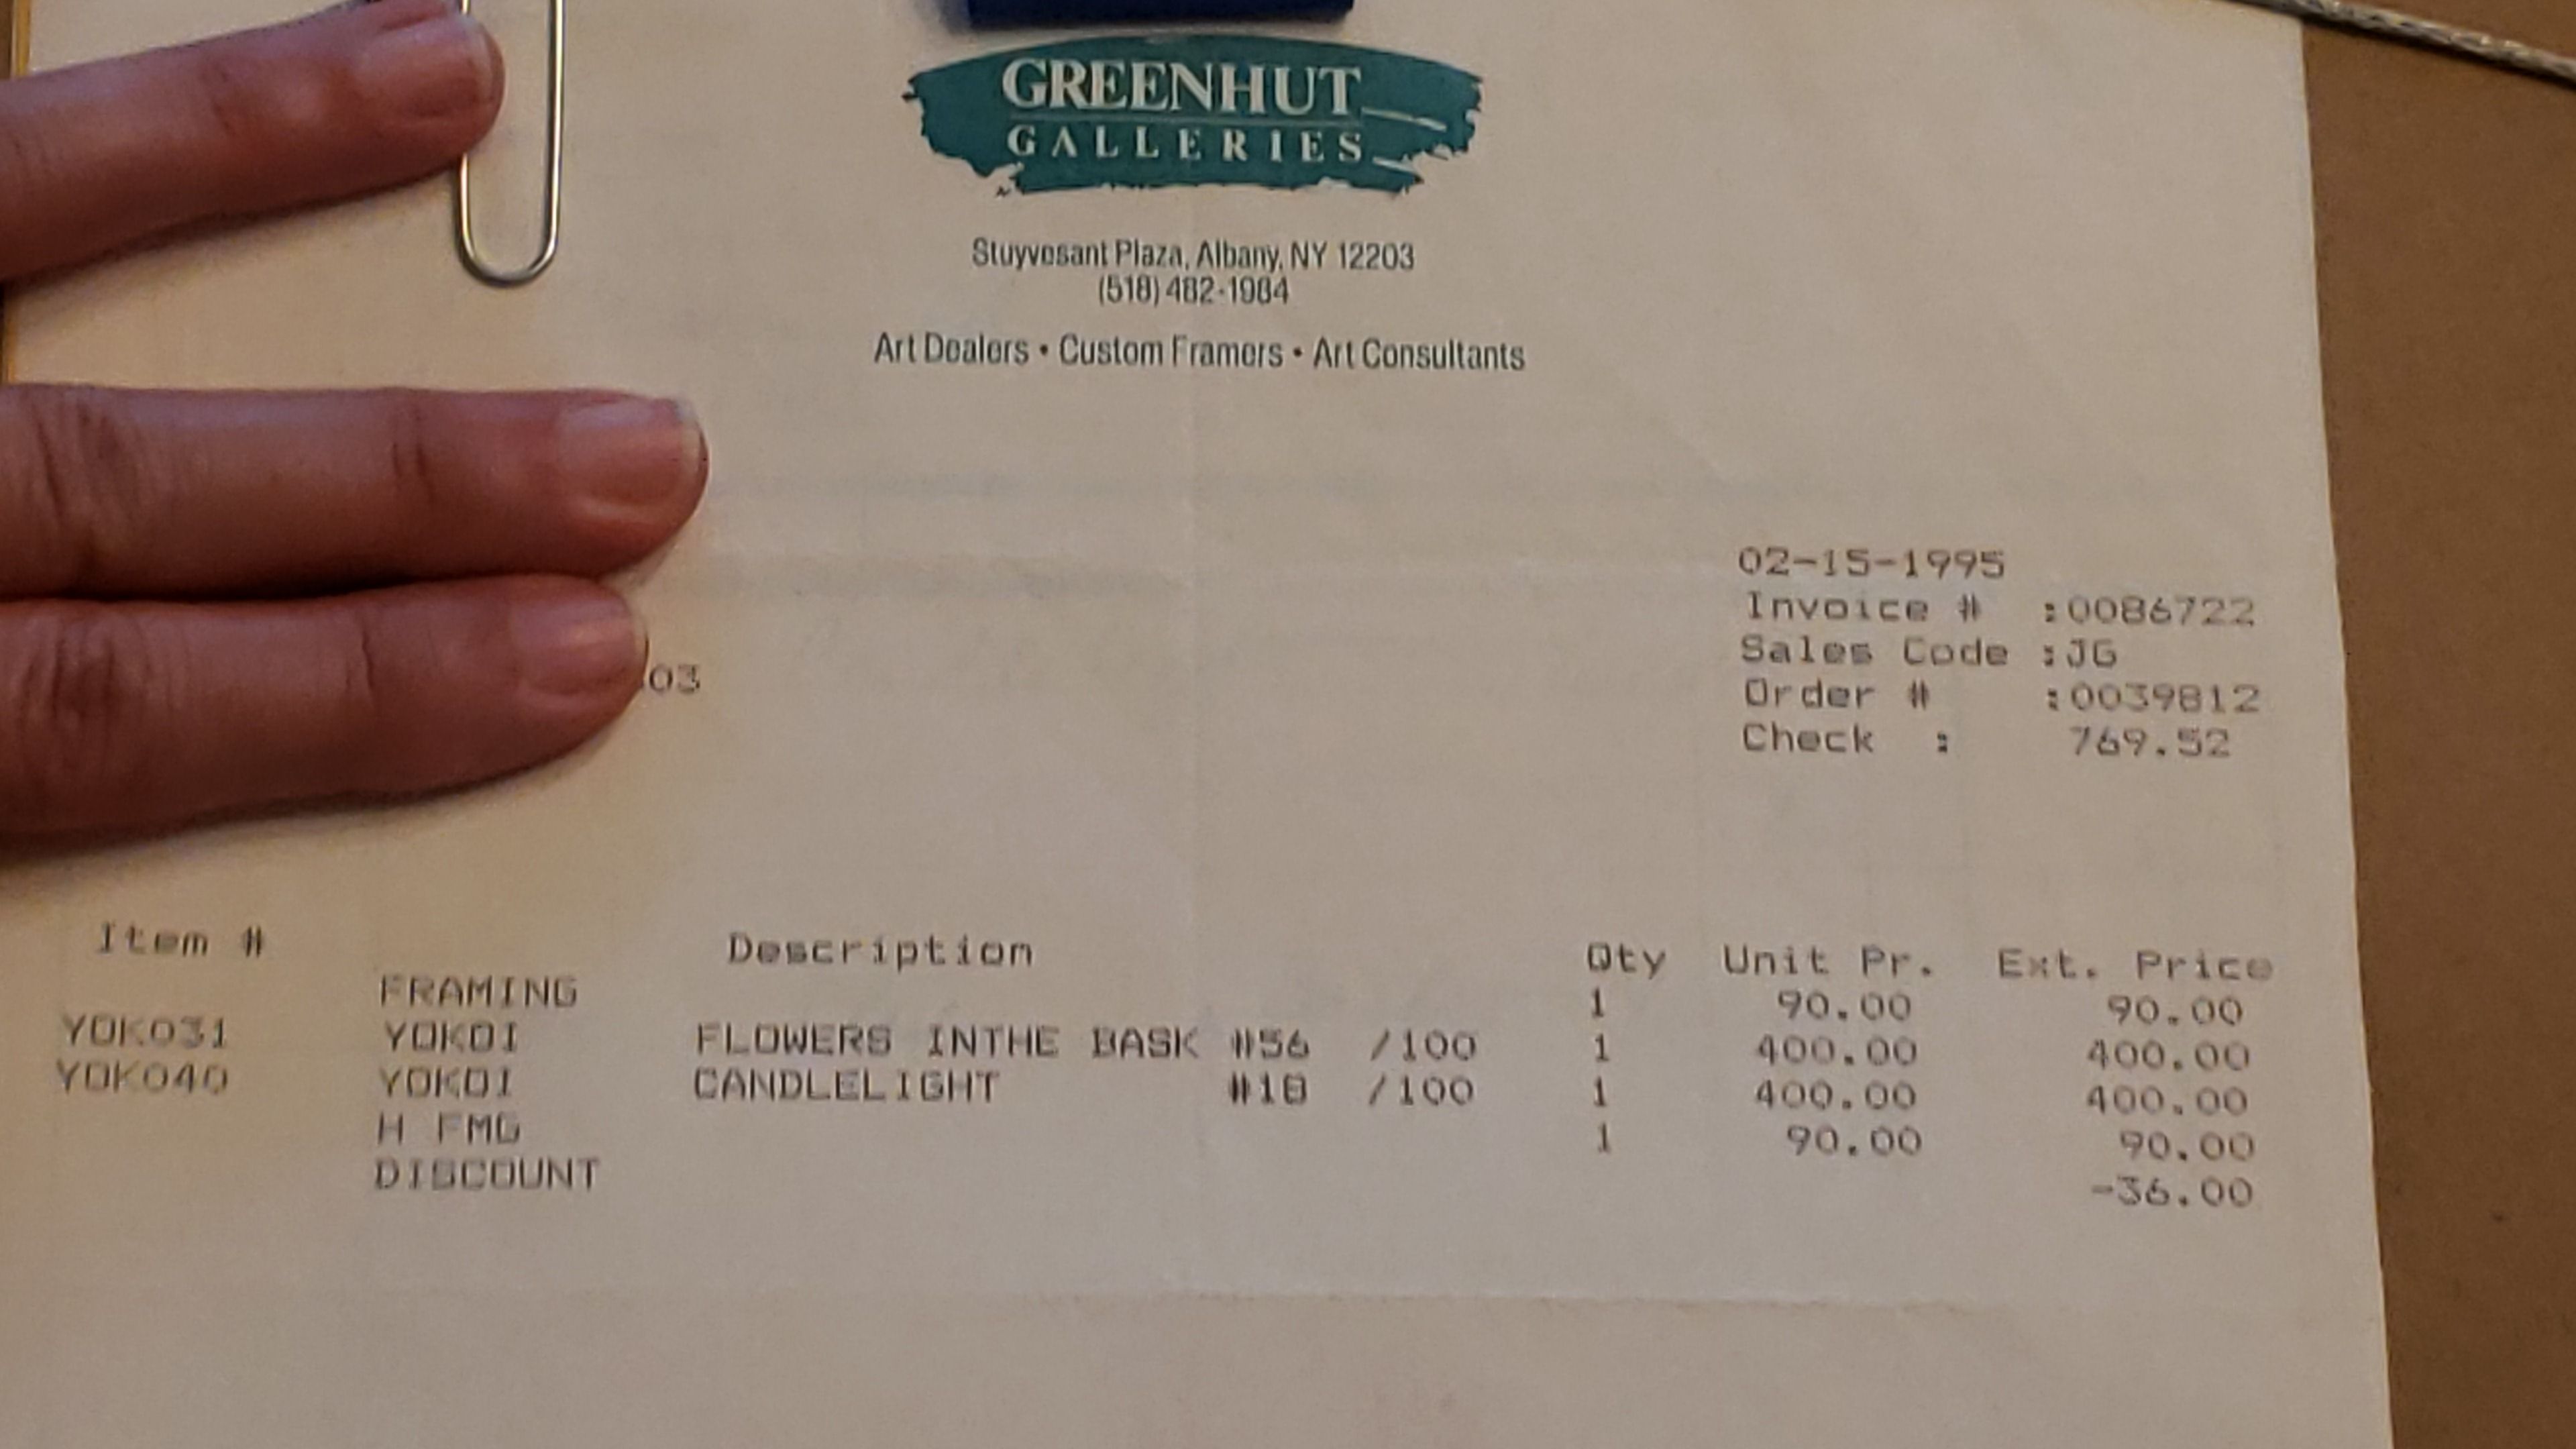 GREENHUT
GALLERIES
Stuyvesant Plaza, Albany, NY 12203
(518) 482-1984
Art Dealers • Custom Framers • Art Consultants
02-15-1995
Invoice # :0086722
Sales Code :JG
03
Order # :0039812
Check : 769.52
Item # Description Qty Unit Pr. Ext. Price
FRAMING 1 90.00 90.00
YOK031 YOKOI FLOWERS INTHE BASK #56 /100 1 400.00 400.00
YOK040 YOKOI CANDLELIGHT #18 /100 1 400.00 400.00
H FMG 1 90.00 90.00
DISCOUNT -36.00